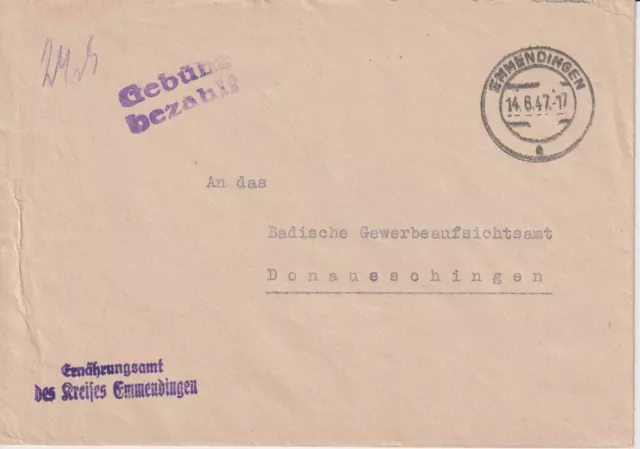 Gebühr
bezahlt
EMMENDINGEN
14.6.47.-17
a
An das
Badische Gewerbeaufsichtsamt
Donaueschingen
Ernährungsamt
des Kreises Emmendingen